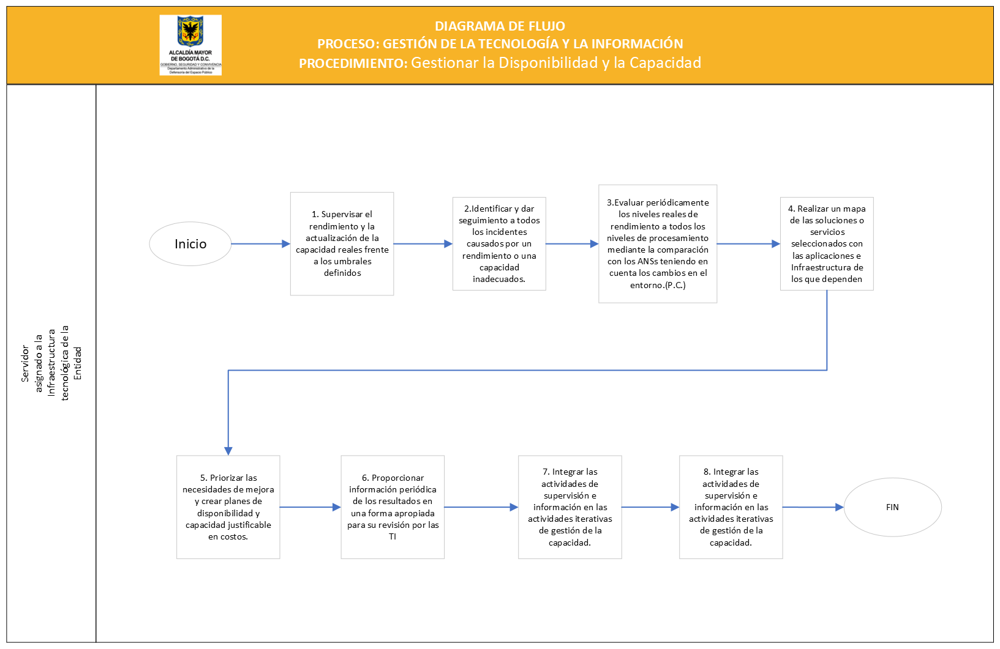 ALCALDÍA MAYOR
DE BOGOTÁ D.C.
GOBIERNO, SEGURIDAD Y CONVIVENCIA
Departamento Administrativo de la
Defensoría del Espacio Público
DIAGRAMA DE FLUJO
PROCESO: GESTIÓN DE LA TECNOLOGÍA Y LA INFORMACIÓN
PROCEDIMIENTO: Gestionar la Disponibilidad y la Capacidad
Servidor
asignado a la
Infraestructura
tecnológica de la
Entidad
Inicio
1. Supervisar el
rendimiento y la
actualización de la
capacidad reales frente
a los umbrales
definidos
2.Identificar y dar
seguimiento a todos
los incidentes
causados por un
rendimiento o una
capacidad
inadecuados.
3.Evaluar periódicamente
los niveles reales de
rendimiento a todos los
niveles de procesamiento
mediante la comparación
con los ANSs teniendo en
cuenta los cambios en el
entorno.(P.C.)
4. Realizar un mapa
de las soluciones o
servicios
seleccionados con
las aplicaciones e
Infraestructura de
los que dependen
5. Priorizar las
necesidades de mejora
y crear planes de
disponibilidad y
capacidad justificable
en costos.
6. Proporcionar
información periódica
de los resultados en
una forma apropiada
para su revisión por las
TI
7. Integrar las
actividades de
supervisión e
información en las
actividades iterativas
de gestión de la
capacidad.
8. Integrar las
actividades de
supervisión e
información en las
actividades iterativas
de gestión de la
capacidad.
FIN